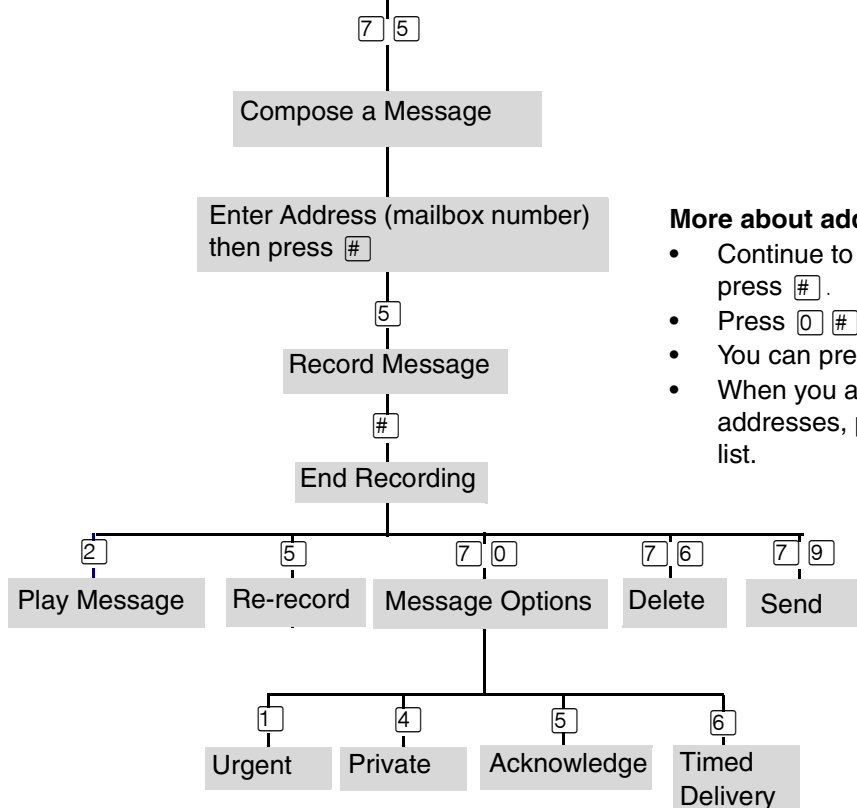 7 5
Compose a Message
Enter Address (mailbox number)
then press #
5
Record Message
#
End Recording
More about
Continue to
press # .
• Press 0 #
• You can
• When you
addresses,
list.
2 5 7 0 7 6 7 9
Play Message Re-record Message Options Delete Send
1 4 5 6
Urgent Private Acknowledge Timed
Delivery